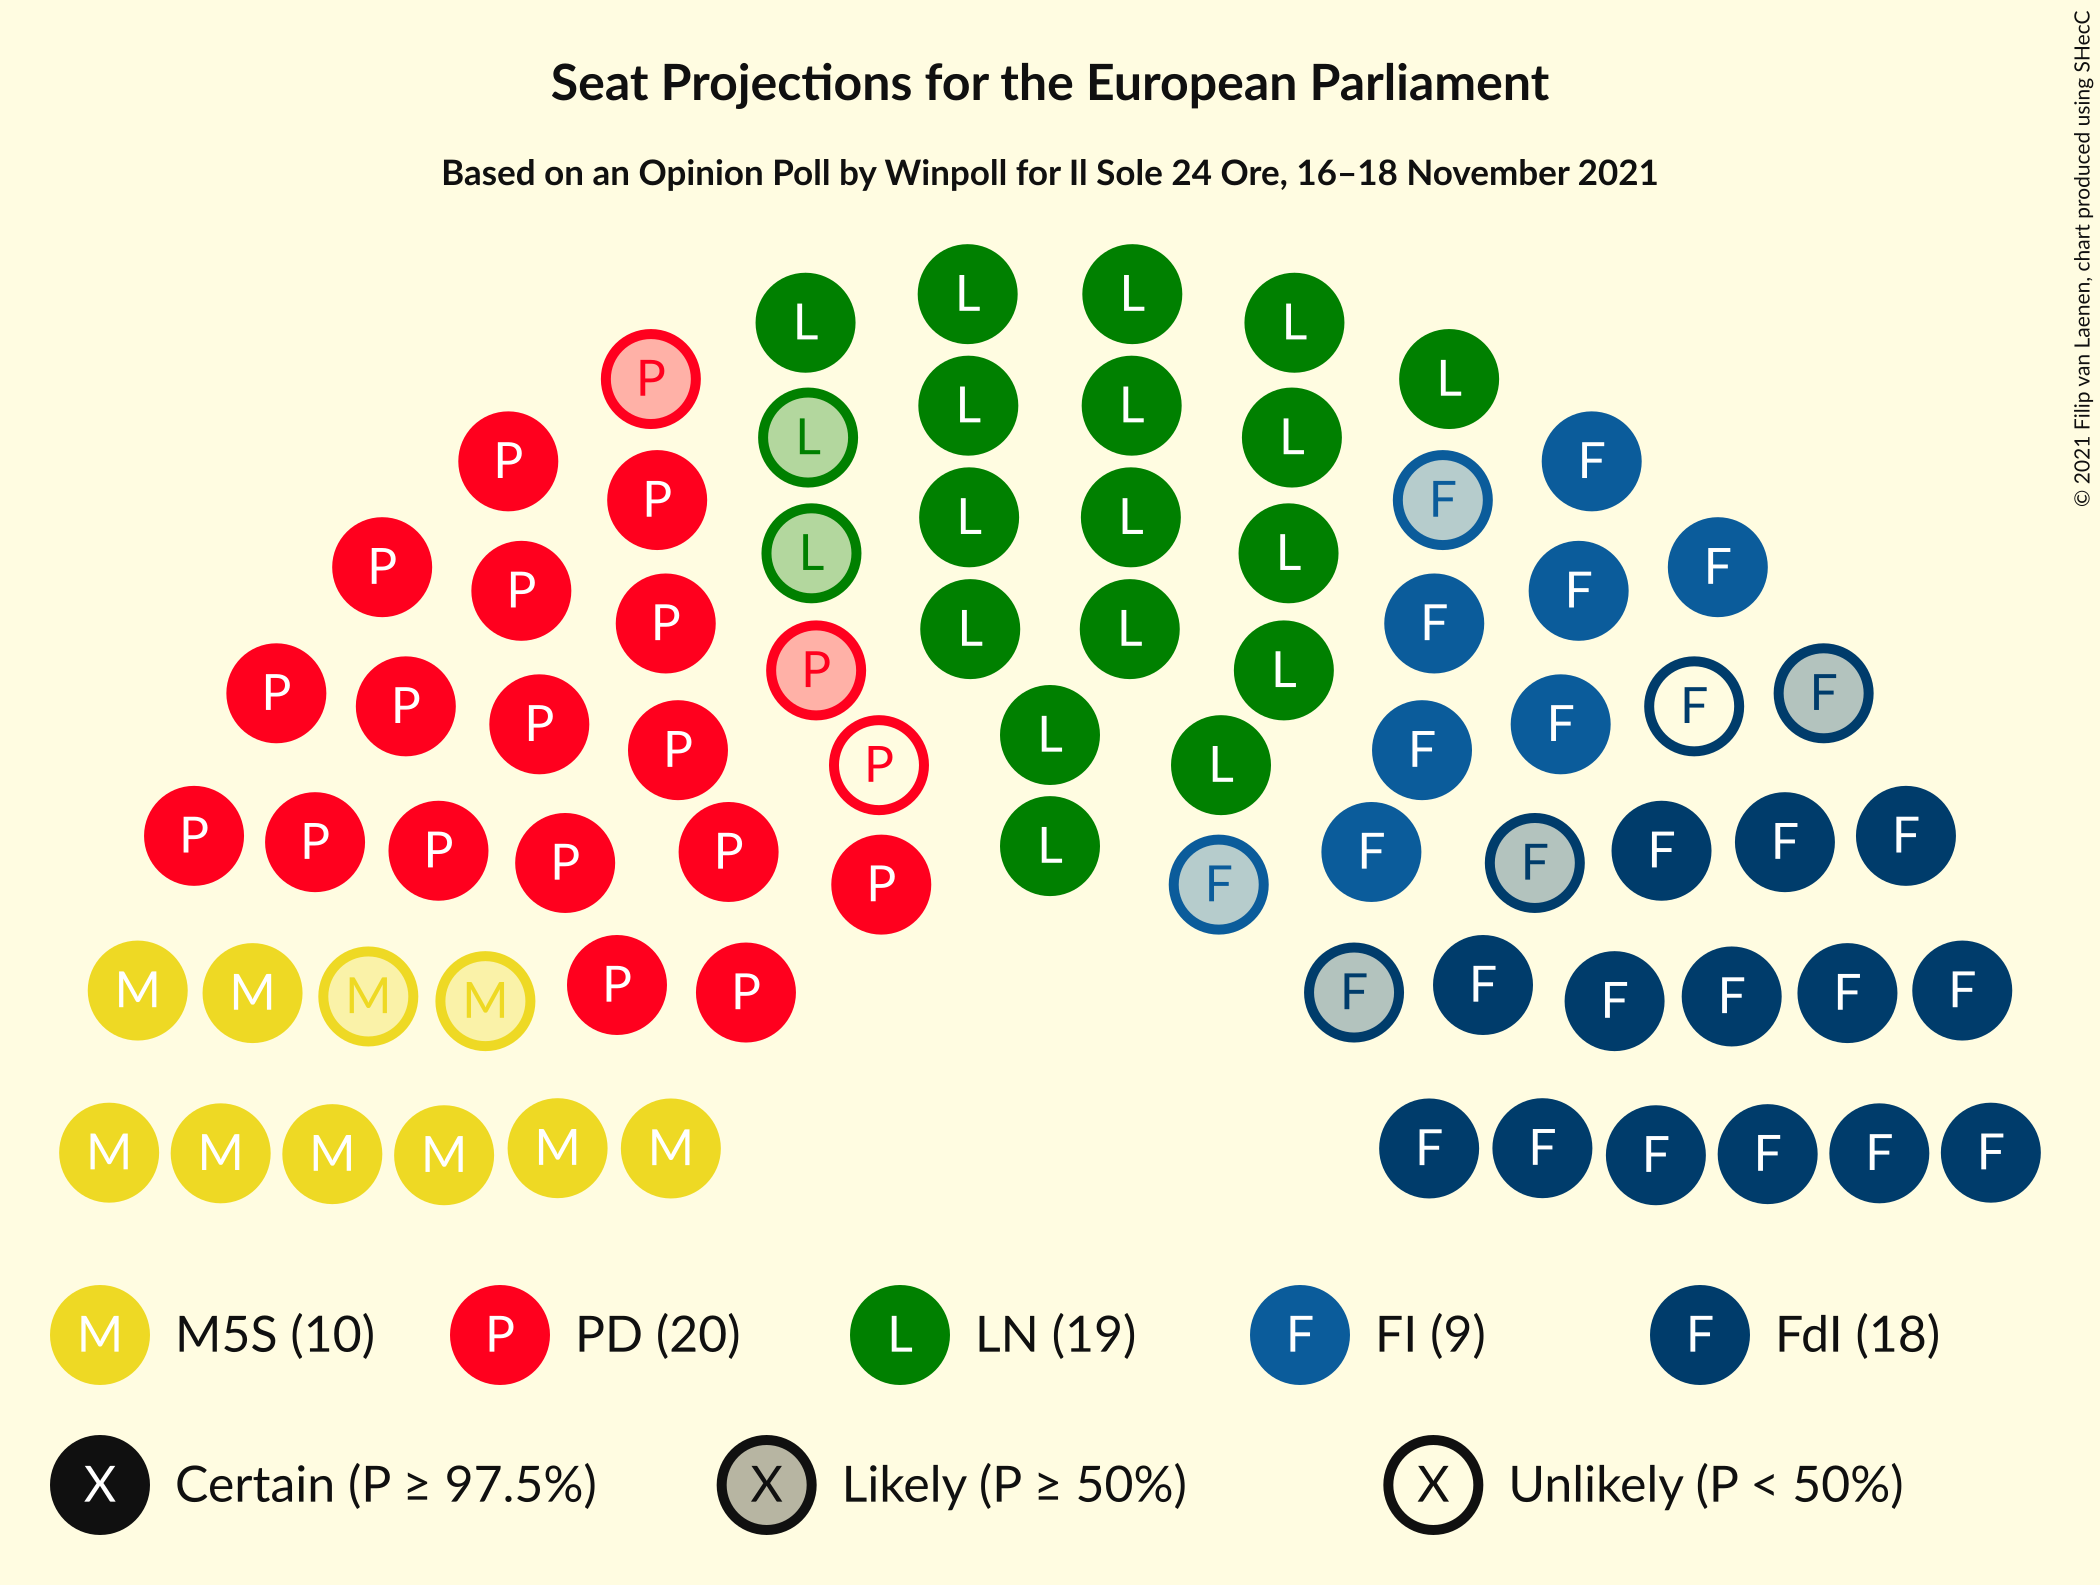 Seat Projections for the European Parliament
Based on an Opinion Poll by Winpoll for Il Sole 24 Ore, 16–18 November 2021
© 2021 Filip van Laenen, chart produced using SHecC
L L L L
P L
L L L L
P F
P F
L L
L L
P F
P F
P F
L L
P L
P F
P F
P F
L
P F
P L
P P P P P P L F F F F F
M M M M P P F F F F F F
M M M M M M F F F F F F
M M5S (10) P PD (20) L LN (19) F FI (9) F FdI (18)
X Certain (P ≥ 97.5%) X Likely (P ≥ 50%) X Unlikely (P < 50%)